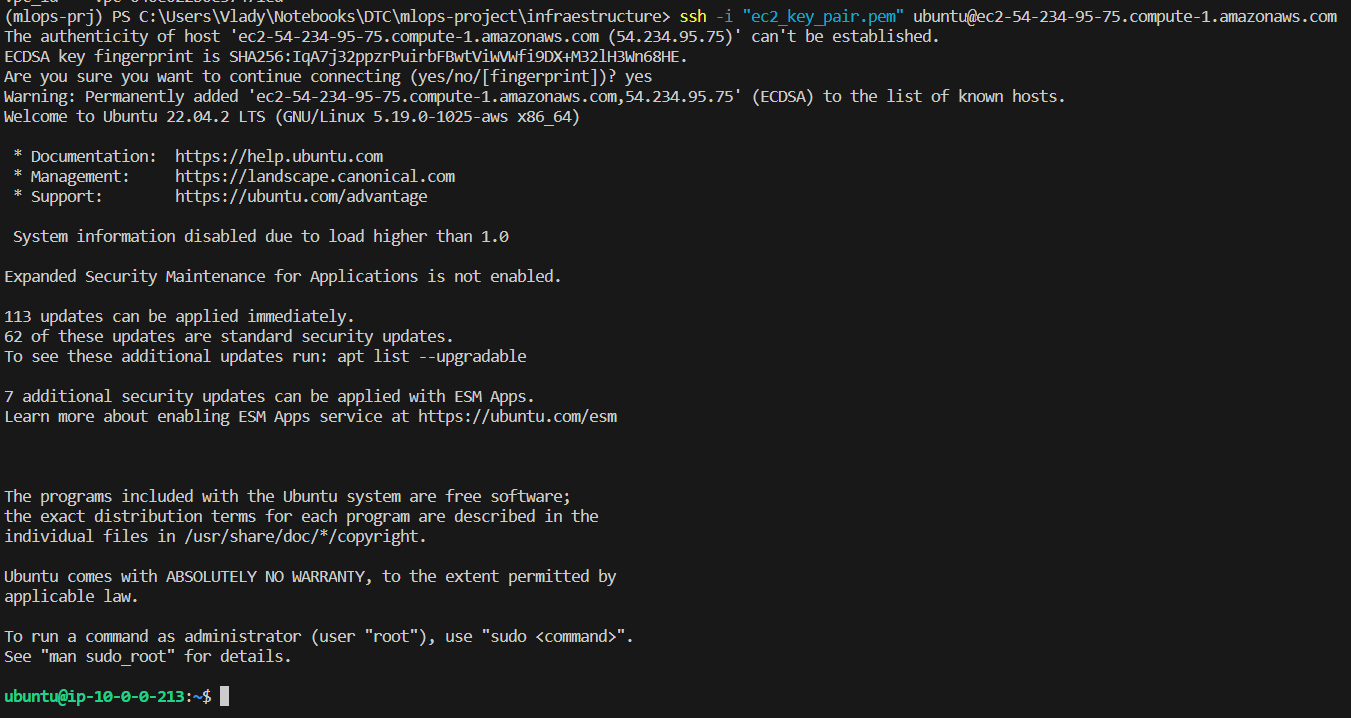 (mlops-prj) PS C:\Users\Vlady\Notebooks\DTC\mlops-project\infraestructure> ssh -i "ec2_key_pair.pem" ubuntu@ec2-54-234-95-75.compute-1.amazonaws.com
The authenticity of host 'ec2-54-234-95-75.compute-1.amazonaws.com (54.234.95.75)' can't be established.
ECDSA key fingerprint is SHA256:IqA7j32ppzrPuirbFBwtViWVWfi9DX+M32lH3Wn68HE.
Are you sure you want to continue connecting (yes/no/[fingerprint])? yes
Warning: Permanently added 'ec2-54-234-95-75.compute-1.amazonaws.com,54.234.95.75' (ECDSA) to the list of known hosts.
Welcome to Ubuntu 22.04.2 LTS (GNU/Linux 5.19.0-1025-aws x86_64)
* Documentation:  https://help.ubuntu.com
* Management:     https://landscape.canonical.com
* Support:        https://ubuntu.com/advantage
System information disabled due to load higher than 1.0
Expanded Security Maintenance for Applications is not enabled.
113 updates can be applied immediately.
62 of these updates are standard security updates.
To see these additional updates run: apt list --upgradable
7 additional security updates can be applied with ESM Apps.
Learn more about enabling ESM Apps service at https://ubuntu.com/esm
The programs included with the Ubuntu system are free software;
the exact distribution terms for each program are described in the
individual files in /usr/share/doc/*/copyright.
Ubuntu comes with ABSOLUTELY NO WARRANTY, to the extent permitted by
applicable law.
To run a command as administrator (user "root"), use "sudo <command>".
See "man sudo_root" for details.
ubuntu@ip-10-0-0-213:~$